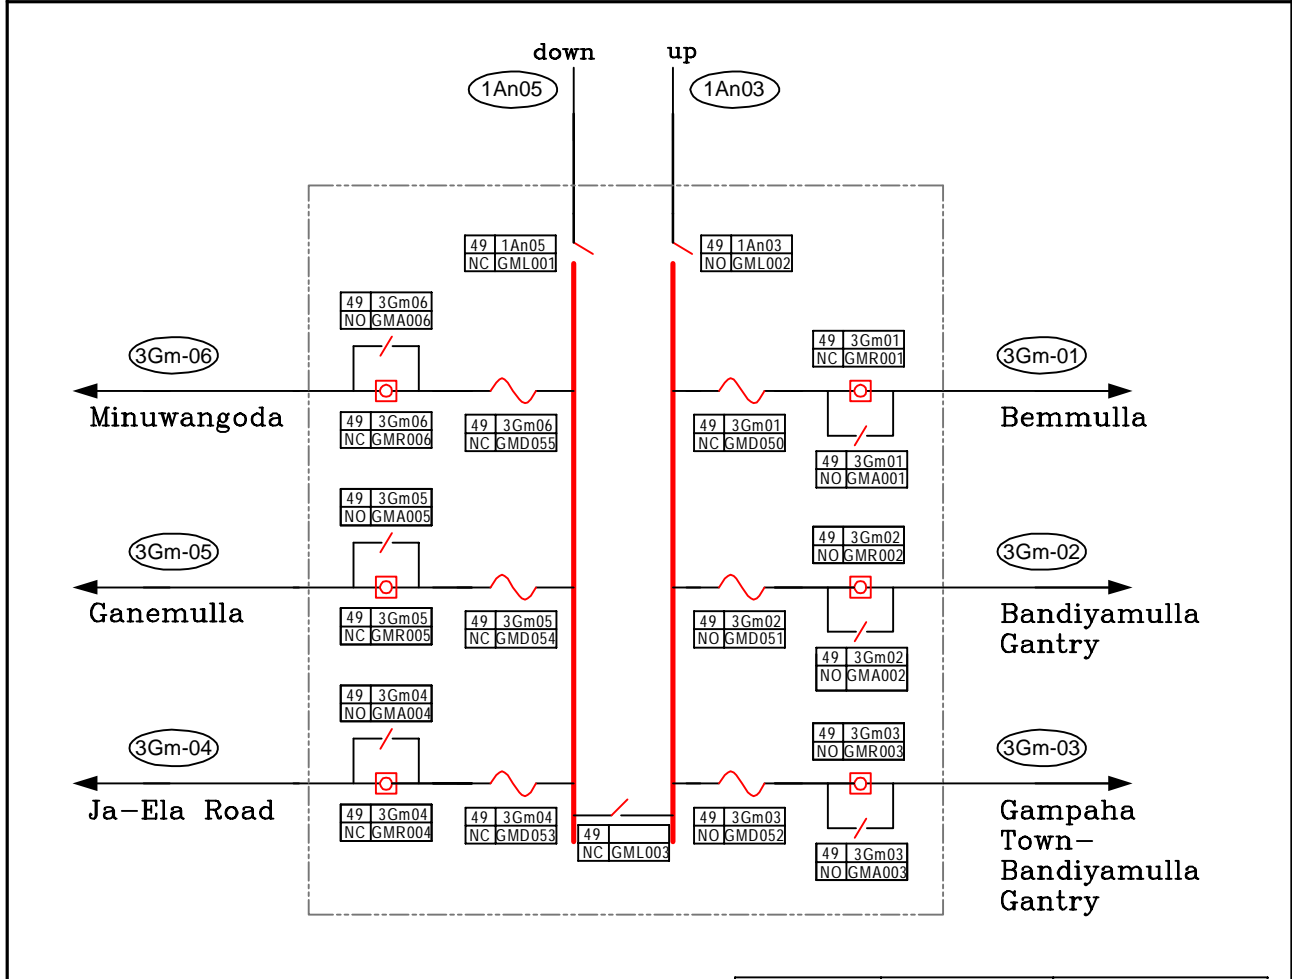 down up
1An05 1An03
49 1An05
NC GML001
49 1An03
NO GML002
49 3Gm06
NO GMA006
3Gm-06
Minuwangoda
49 3Gm06
NC GMR006
49 3Gm06
NC GMD055
49 3Gm01
NC GMD050
49 3Gm01
NC GMR001
3Gm-01
Bemmulla
49 3Gm01
NO GMA001
49 3Gm05
NO GMA005
3Gm-05
Ganemulla
49 3Gm05
NC GMR005
49 3Gm05
NC GMD054
49 3Gm02
NO GMD051
49 3Gm02
NO GMR002
3Gm-02
Bandiyamulla
Gantry
49 3Gm02
NO GMA002
49 3Gm04
NO GMA004
3Gm-04
Ja-Ela Road
49 3Gm04
NC GMR004
49 3Gm04
NC GMD053
49
NC GML003
49 3Gm03
NO GMD052
49 3Gm03
NO GMR003
3Gm-03
Gampaha
Town-
Bandiyamulla
Gantry
49 3Gm03
NO GMA003